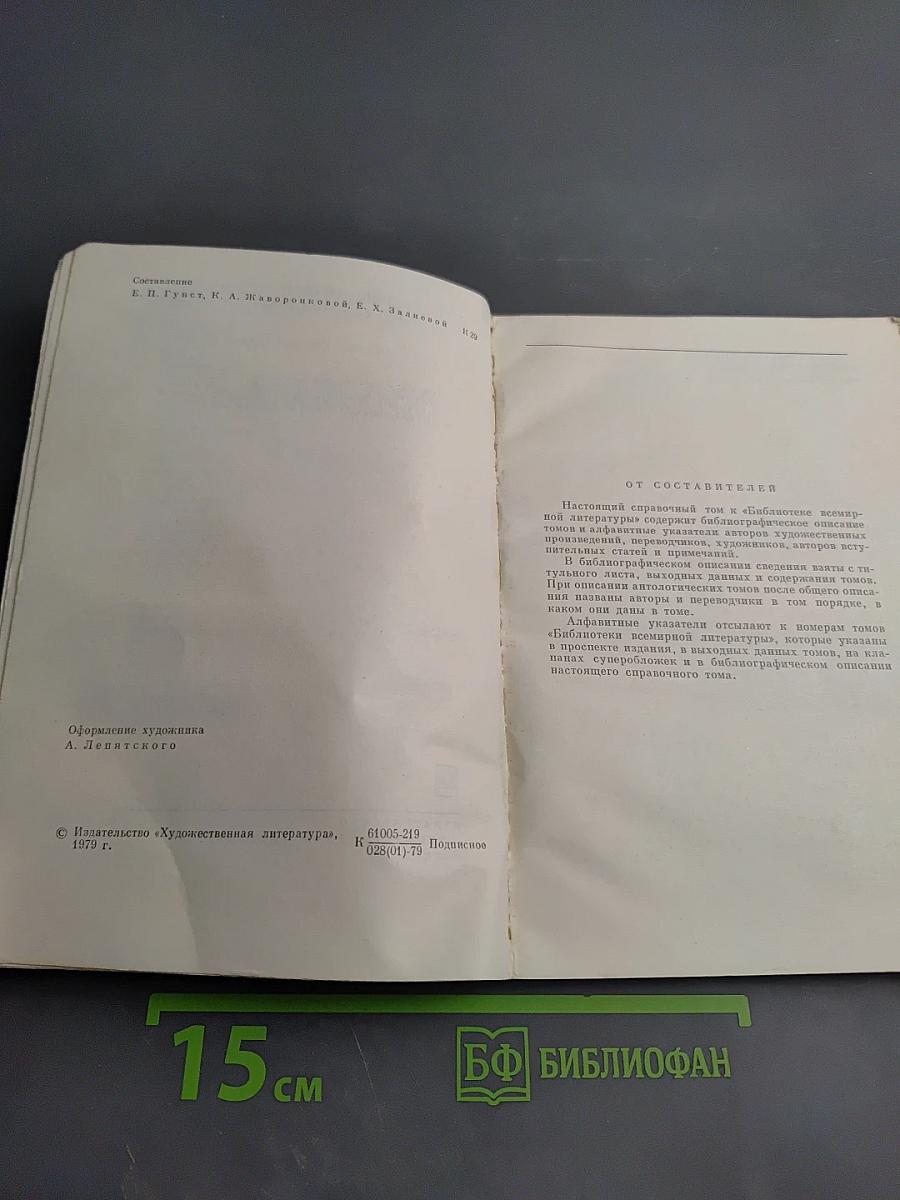 Составление
Б. П. Гунст, К. А. Жаворонковой, Е. Х. Залиевой
К29
Оформление художника
А. Лепятского
© Издательство «Художественная литература»,
1979 г.
К 61005-219
028(01)-79 Подписное
ОТ СОСТАВИТЕЛЕЙ
Настоящий справочный том к «Библиотеке всемир-
ной литературы» содержит библиографическое описание
томов и алфавитные указатели авторов художественных
произведений, переводчиков, художников, авторов всту-
пительных статей и примечаний.
В библиографическом описании сведения взяты с ти-
тульного листа, выходных данных и содержания томов.
При описании антологических томов после общего описа-
ния названы авторы и переводчики в том порядке, в
каком они даны в томе.
Алфавитные указатели отсылают к номерам томов
«Библиотеки всемирной литературы», которые указаны
в проспекте издания, в выходных данных томов, на кла-
панах суперобложек и в библиографическом описании
настоящего справочного тома.
15 см
БФ БИБЛИОФАН